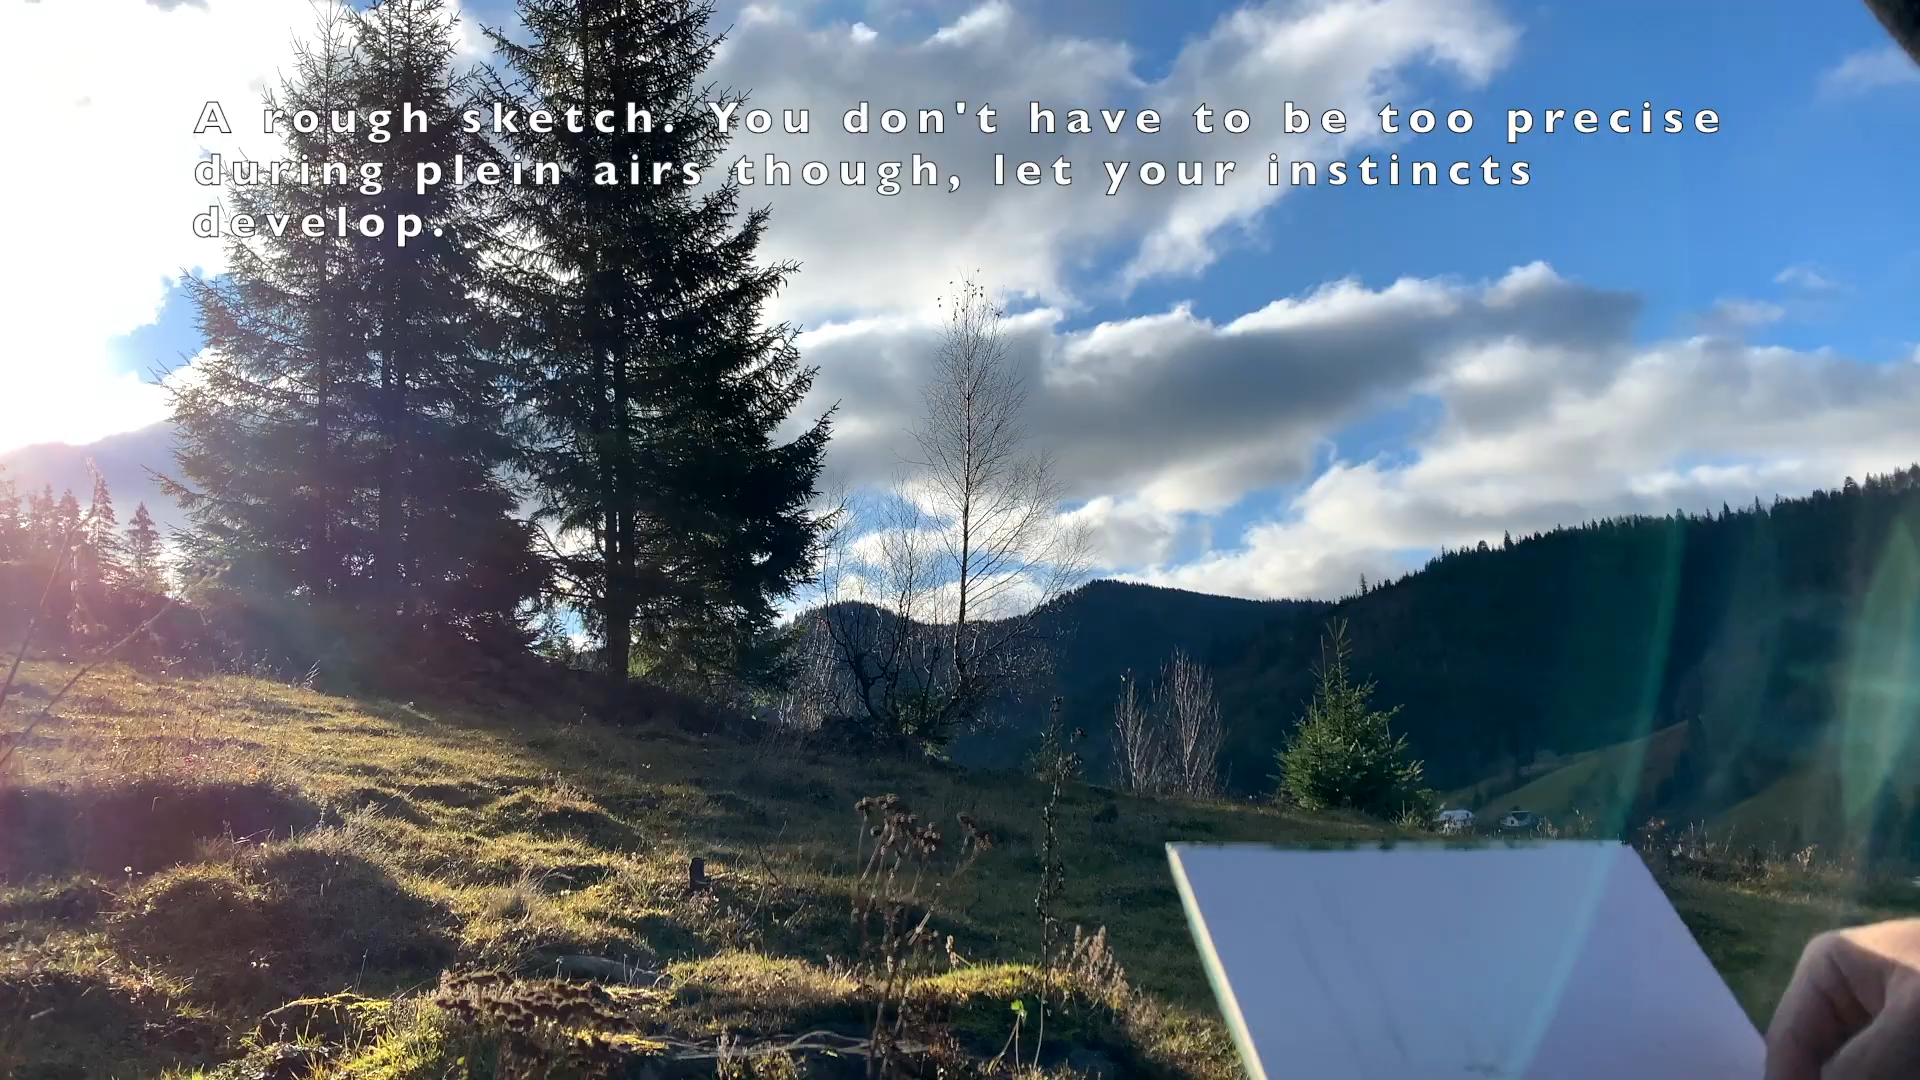 A rough sketch. You don't have to be too precise
during plein airs though, let your instincts
develop.